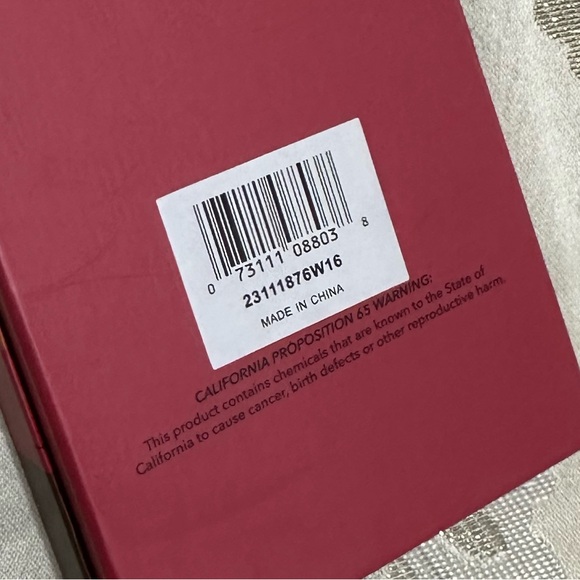 0 73111 08803 8
23111876W16
MADE IN CHINA
CALIFORNIA PROPOSITION 65 WARNING:
This product contains chemicals that are known to the State of
California to cause cancer, birth defects or other reproductive harm.